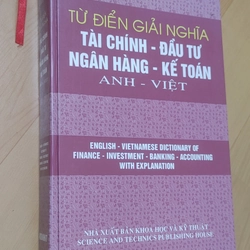 TỪ ĐIỂN GIẢI NGHĨA
TÀI CHÍNH - ĐẦU TƯ
NGÂN HÀNG - KẾ TOÁN
ANH - VIỆT
ENGLISH - VIETNAMESE DICTIONARY OF
FINANCE - INVESTMENT - BANKING - ACCOUNTING
WITH EXPLANATION
NHÀ XUẤT BẢN KHOA HỌC VÀ KỸ THUẬT
SCIENCE AND TECHNICS PUBLISHING HOUSE